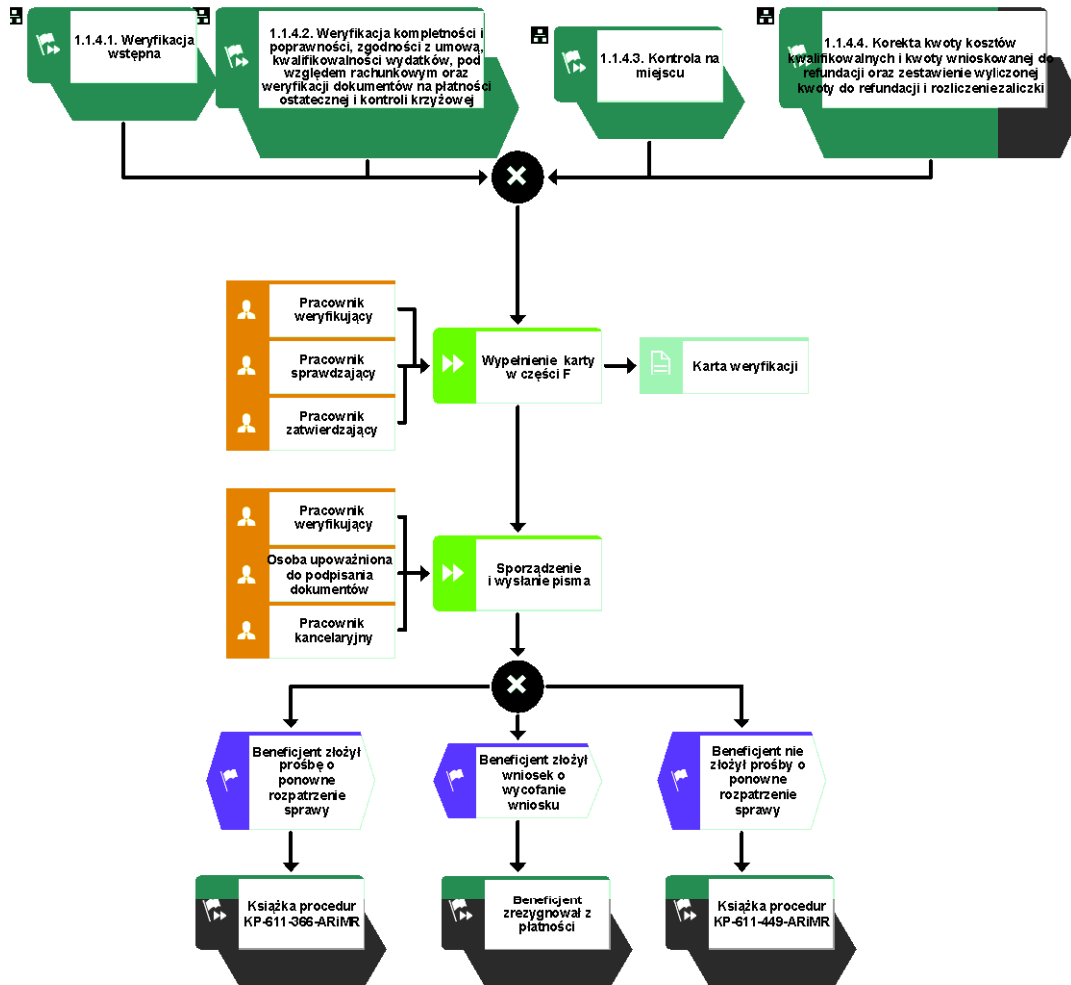 1.1.4.1. Weryfikacja
wstępna
1.1.4.2. Weryfikacja kompletności i
poprawności, zgodności z umową,
kwalifikowalności wydatków, pod
względem rachunkowym oraz
weryfikacji dokumentów na płatności
ostatecznej i kontroli krzyżowej
1.1.4.3. Kontrola na
miejscu
1.1.4.4. Korekta kwoty kosztów
kwalifikowalnych i kwoty wnioskowanej do
refundacji oraz zestawienie wyliczonej
kwoty do refundacji i rozliczeniezaliczki
Pracownik
weryfikujący
Pracownik
sprawdzający
Pracownik
zatwierdzający
Wypełnienie karty
w części F
Karta weryfikacji
Pracownik
weryfikujący
Osoba upoważniona
do podpisania
dokumentów
Pracownik
kancelaryjny
Sporządzenie
i wysłanie pisma
Beneficjent złożył
prośbę o
ponowne
rozpatrzenie
sprawy
Beneficjent złożył
wniosek o
wycofanie
wniosku
Beneficjent nie
złożył prośby o
ponowne
rozpatrzenie
sprawy
Książka procedur
KP-611-366-ARiMR
Beneficjent
zrezygnował z
płatności
Książka procedur
KP-611-449-ARiMR